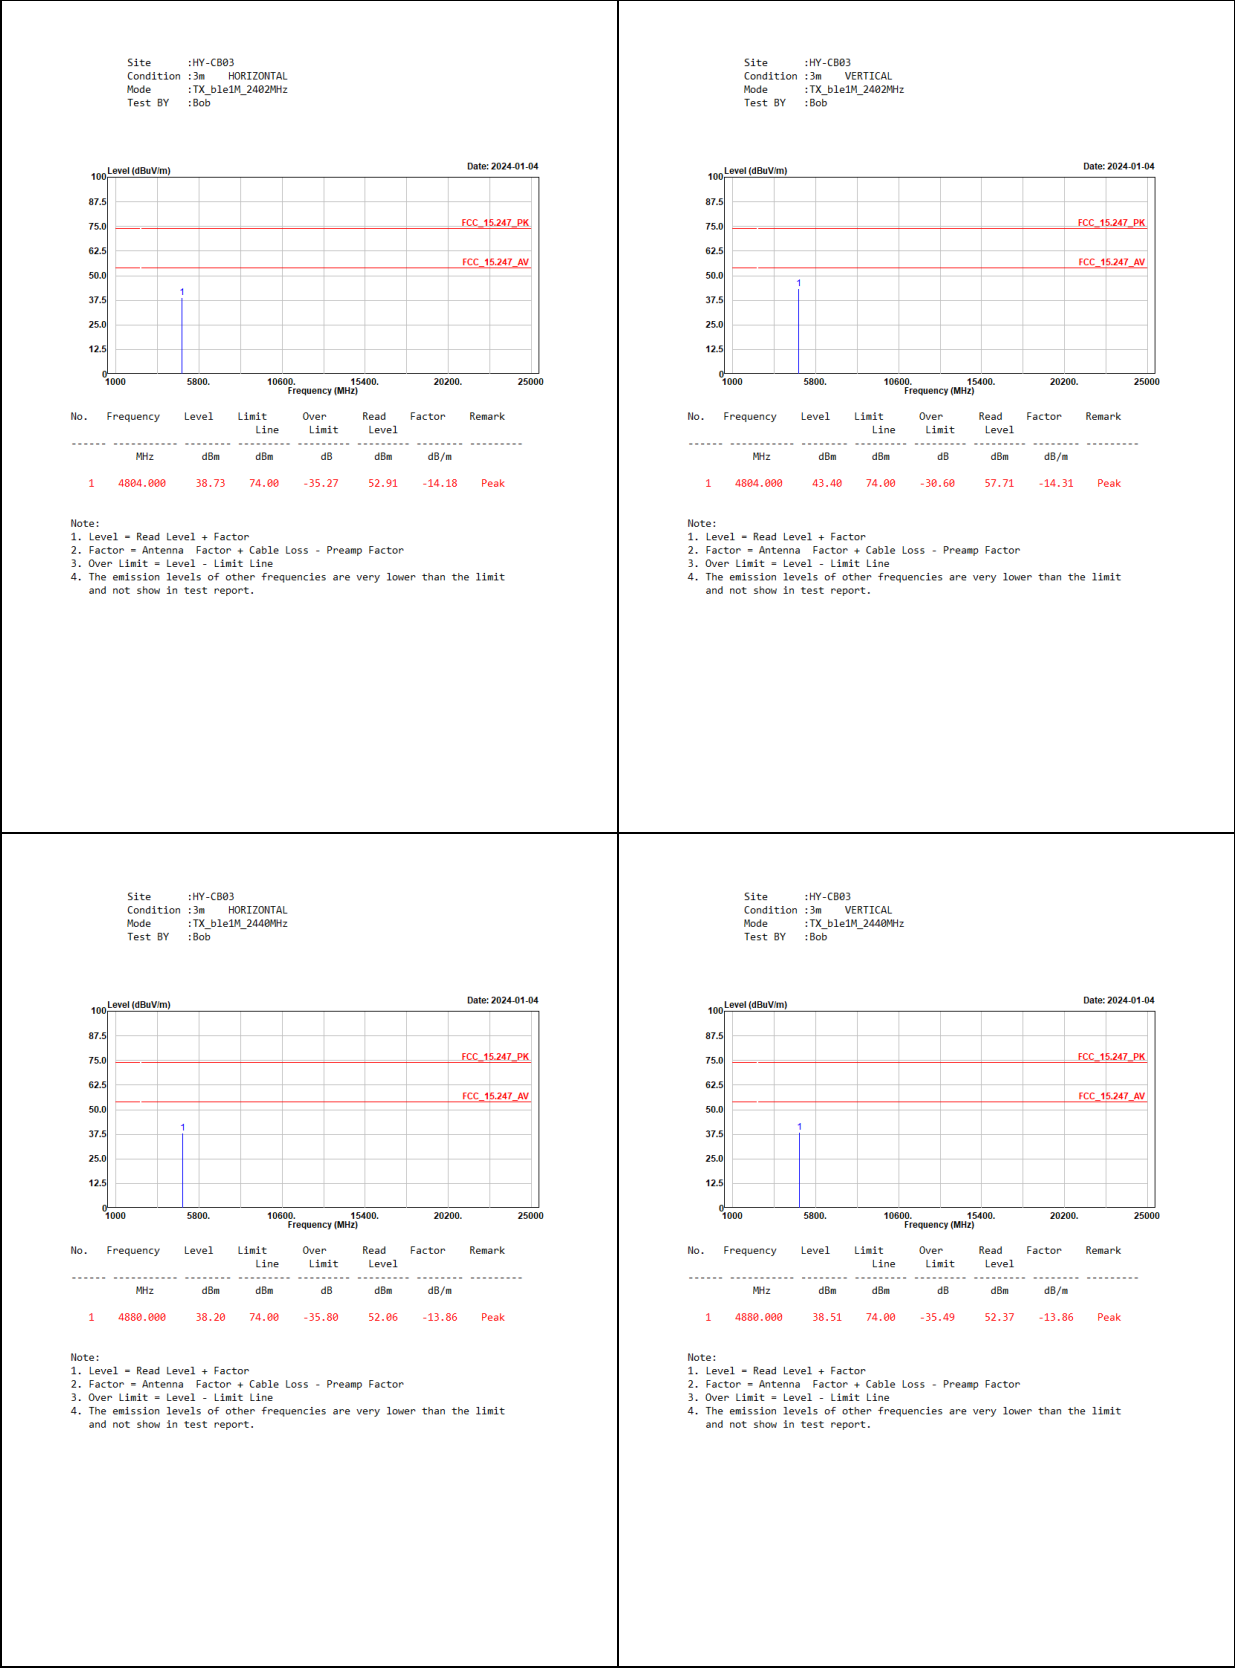 Site      :HY-CB03
Condition :3m    HORIZONTAL
Mode      :TX_ble1M_2402MHz
Test BY   :Bob
Level (dBuV/m)
Date: 2024-01-04
100
87.5
75.0
62.5
50.0
37.5
25.0
12.5
0
FCC_15.247_PK
FCC_15.247_AV
1
1000 5800. 10600. 15400. 20200. 25000
Frequency (MHz)
No. Frequency Level Limit Over Read Factor Remark
Line Limit Level
------ ----------- -------- -------- --------- --------- -------- ---------
MHz dBm dBm dB dBm dB/m
1 4804.000 38.73 74.00 -35.27 52.91 -14.18 Peak
Note:
1. Level = Read Level + Factor
2. Factor = Antenna  Factor + Cable Loss - Preamp Factor
3. Over Limit = Level - Limit Line
4. The emission levels of other frequencies are very lower than the limit
and not show in test report.
Site      :HY-CB03
Condition :3m    VERTICAL
Mode      :TX_ble1M_2402MHz
Test BY   :Bob
Level (dBuV/m)
Date: 2024-01-04
100
87.5
75.0
62.5
50.0
37.5
25.0
12.5
0
FCC_15.247_PK
FCC_15.247_AV
1
1000 5800. 10600. 15400. 20200. 25000
Frequency (MHz)
No. Frequency Level Limit Over Read Factor Remark
Line Limit Level
------ ----------- -------- -------- --------- --------- -------- ---------
MHz dBm dBm dB dBm dB/m
1 4804.000 43.40 74.00 -30.60 57.71 -14.31 Peak
Note:
1. Level = Read Level + Factor
2. Factor = Antenna  Factor + Cable Loss - Preamp Factor
3. Over Limit = Level - Limit Line
4. The emission levels of other frequencies are very lower than the limit
and not show in test report.
Site      :HY-CB03
Condition :3m    HORIZONTAL
Mode      :TX_ble1M_2440MHz
Test BY   :Bob
Level (dBuV/m)
Date: 2024-01-04
100
87.5
75.0
62.5
50.0
37.5
25.0
12.5
0
FCC_15.247_PK
FCC_15.247_AV
1
1000 5800. 10600. 15400. 20200. 25000
Frequency (MHz)
No. Frequency Level Limit Over Read Factor Remark
Line Limit Level
------ ----------- -------- -------- --------- --------- -------- ---------
MHz dBm dBm dB dBm dB/m
1 4880.000 38.20 74.00 -35.80 52.06 -13.86 Peak
Note:
1. Level = Read Level + Factor
2. Factor = Antenna  Factor + Cable Loss - Preamp Factor
3. Over Limit = Level - Limit Line
4. The emission levels of other frequencies are very lower than the limit
and not show in test report.
Site      :HY-CB03
Condition :3m    VERTICAL
Mode      :TX_ble1M_2440MHz
Test BY   :Bob
Level (dBuV/m)
Date: 2024-01-04
100
87.5
75.0
62.5
50.0
37.5
25.0
12.5
0
FCC_15.247_PK
FCC_15.247_AV
1
1000 5800. 10600. 15400. 20200. 25000
Frequency (MHz)
No. Frequency Level Limit Over Read Factor Remark
Line Limit Level
------ ----------- -------- -------- --------- --------- -------- ---------
MHz dBm dBm dB dBm dB/m
1 4880.000 38.51 74.00 -35.49 52.37 -13.86 Peak
Note:
1. Level = Read Level + Factor
2. Factor = Antenna  Factor + Cable Loss - Preamp Factor
3. Over Limit = Level - Limit Line
4. The emission levels of other frequencies are very lower than the limit
and not show in test report.